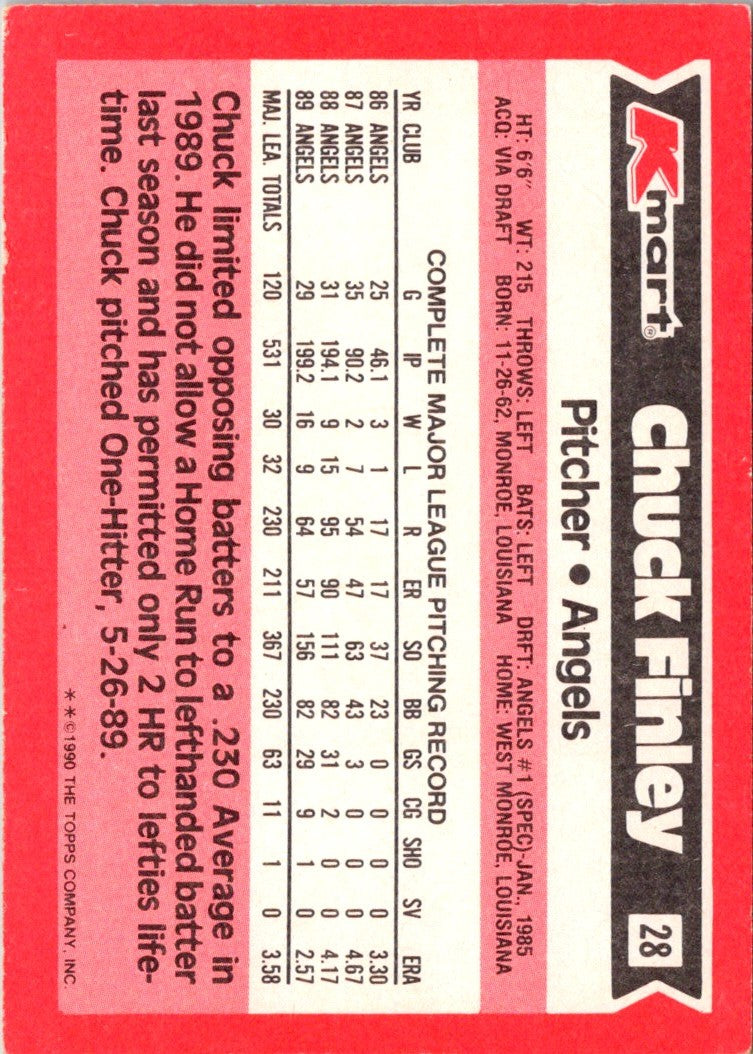 Kmart® Chuck Finley 28
Pitcher • Angels
HT: 6'6" WT: 215 THROWS: LEFT BATS: LEFT DRFT: ANGELS #1 (SPEC)-JAN., 1985
ACQ: VIA DRAFT BORN: 11-26-62, MONROE, LOUISIANA HOME: WEST MONROE, LOUISIANA
COMPLETE MAJOR LEAGUE PITCHING RECORD
YR CLUB G IP W L R ER SO BB GS CG SHO SV ERA
86 ANGELS 25 46.1 3 1 17 17 37 23 0 0 0 0 3.30
87 ANGELS 35 90.2 2 7 54 47 63 43 3 0 0 0 4.67
88 ANGELS 31 194.1 9 15 95 90 111 82 31 2 0 0 4.17
89 ANGELS 29 199.2 16 9 64 57 156 82 29 9 1 0 2.57
MAJ. LEA. TOTALS 120 531 30 32 230 211 367 230 63 11 1 0 3.58
Chuck limited opposing batters to a .230 Average in
1989. He did not allow a Home Run to lefthanded batter
last season and has permitted only 2 HR to lefties life-
time. Chuck pitched One-Hitter, 5-26-89.
**©1990 THE TOPPS COMPANY, INC